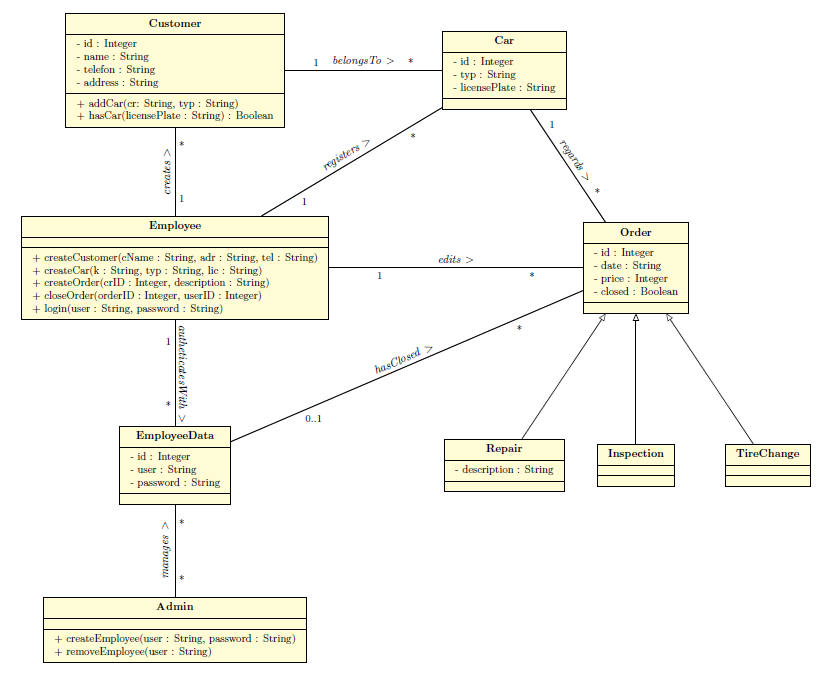 Customer
- id : Integer
- name : String
- telefon : String
- address : String
+ addCar(cr: String, typ : String)
+ hasCar(licensePlate : String) : Boolean
1 belongsTo > *
Car
- id : Integer
- typ : String
- licensePlate : String
*
creates >
1
*
registers >
1
1
regards >
*
Employee
+ createCustomer(cName : String, adr : String, tel : String)
+ createCar(k : String, typ : String, lic : String)
+ createOrder(crID : Integer, description : String)
+ closeOrder(orderID : Integer, userID : Integer)
+ login(user : String, password : String)
edits >
1 *
Order
- id : Integer
- date : String
- price : Integer
- closed : Boolean
1
autheticatesWith >
*
*
hasClosed >
0..1
EmployeeData
- id : Integer
- user : String
- password : String
Repair
- description : String
Inspection
TireChange
*
manages >
*
Admin
+ createEmployee(user : String, password : String)
+ removeEmployee(user : String)